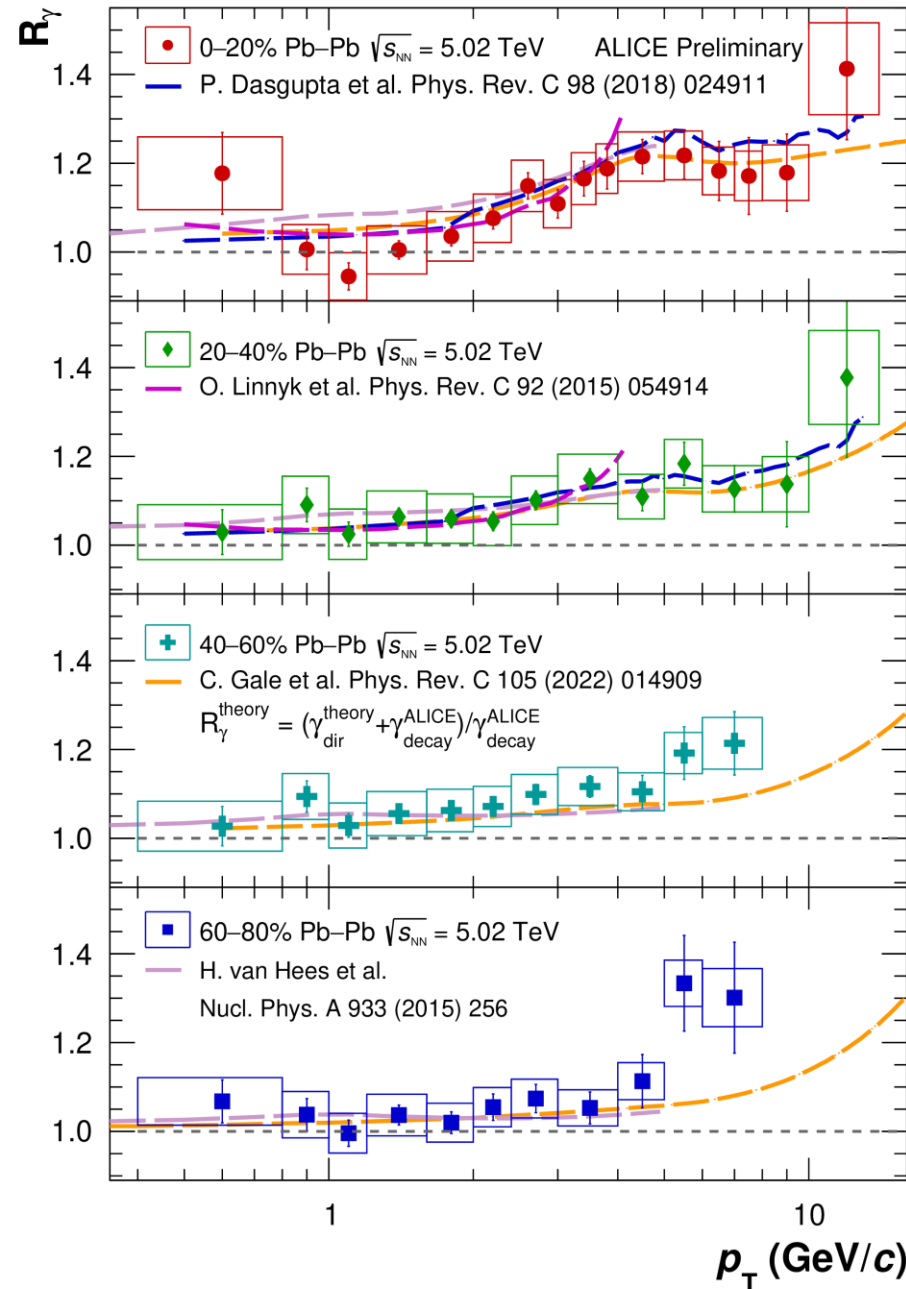 R_γ
0–20% Pb–Pb √s_NN = 5.02 TeV ALICE Preliminary
P. Dasgupta et al. Phys. Rev. C 98 (2018) 024911
1.4
1.2
1.0
20–40% Pb–Pb √s_NN = 5.02 TeV
O. Linnyk et al. Phys. Rev. C 92 (2015) 054914
1.4
1.2
1.0
40–60% Pb–Pb √s_NN = 5.02 TeV
C. Gale et al. Phys. Rev. C 105 (2022) 014909
R_γ^theory = (γ_dir^theory+γ_decay^ALICE)/γ_decay^ALICE
1.4
1.2
1.0
60–80% Pb–Pb √s_NN = 5.02 TeV
H. van Hees et al.
Nucl. Phys. A 933 (2015) 256
1.4
1.2
1.0
1 10
p_T (GeV/c)